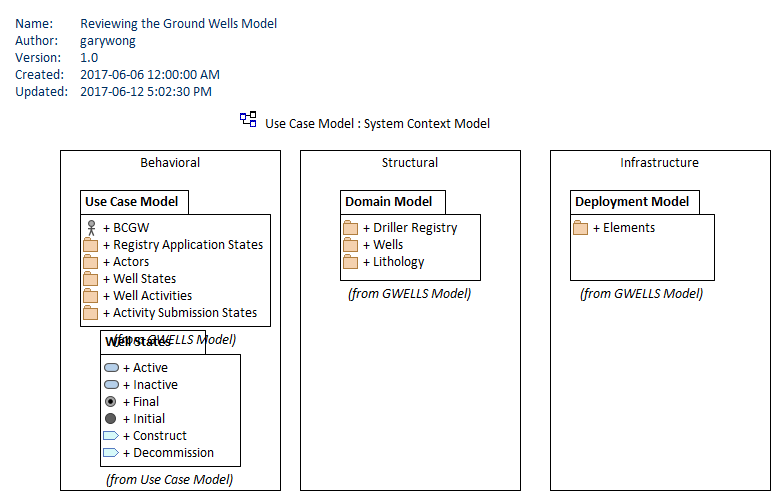 Name: Reviewing the Ground Wells Model
Author: garywong
Version: 1.0
Created: 2017-06-06 12:00:00 AM
Updated: 2017-06-12 5:02:30 PM
Use Case Model : System Context Model
Behavioral
Use Case Model
+ BCGW
+ Registry Application States
+ Actors
+ Well States
+ Well Activities
+ Activity Submission States
(from GWELLS Model)
Well States
+ Active
+ Inactive
+ Final
+ Initial
+ Construct
+ Decommission
(from Use Case Model)
Structural
Domain Model
+ Driller Registry
+ Wells
+ Lithology
(from GWELLS Model)
Infrastructure
Deployment Model
+ Elements
(from GWELLS Model)